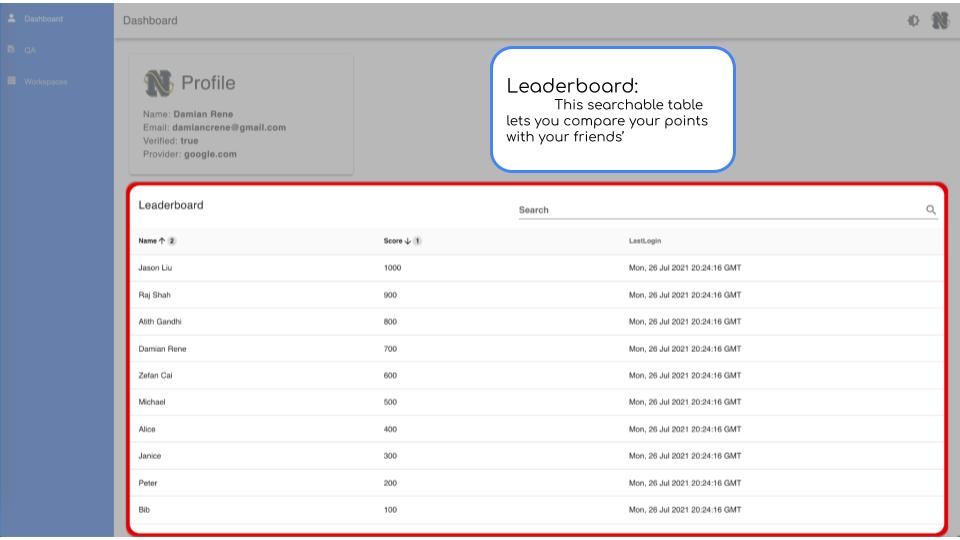 Dashboard
Dashboard
QA
Workspaces
Profile
Name: Damian Rene
Email: damiancrene@gmail.com
Verified: true
Provider: google.com
Leaderboard:
This searchable table
lets you compare your points
with your friends'
Leaderboard
Search
Name ↑ 2 Score ↓ 1 LastLogin
Jason Liu 1000 Mon, 26 Jul 2021 20:24:16 GMT
Raj Shah 900 Mon, 26 Jul 2021 20:24:16 GMT
Atith Gandhi 800 Mon, 26 Jul 2021 20:24:16 GMT
Damian Rene 700 Mon, 26 Jul 2021 20:24:16 GMT
Zefan Cai 600 Mon, 26 Jul 2021 20:24:16 GMT
Michael 500 Mon, 26 Jul 2021 20:24:16 GMT
Alice 400 Mon, 26 Jul 2021 20:24:16 GMT
Janice 300 Mon, 26 Jul 2021 20:24:16 GMT
Peter 200 Mon, 26 Jul 2021 20:24:16 GMT
Bib 100 Mon, 26 Jul 2021 20:24:16 GMT